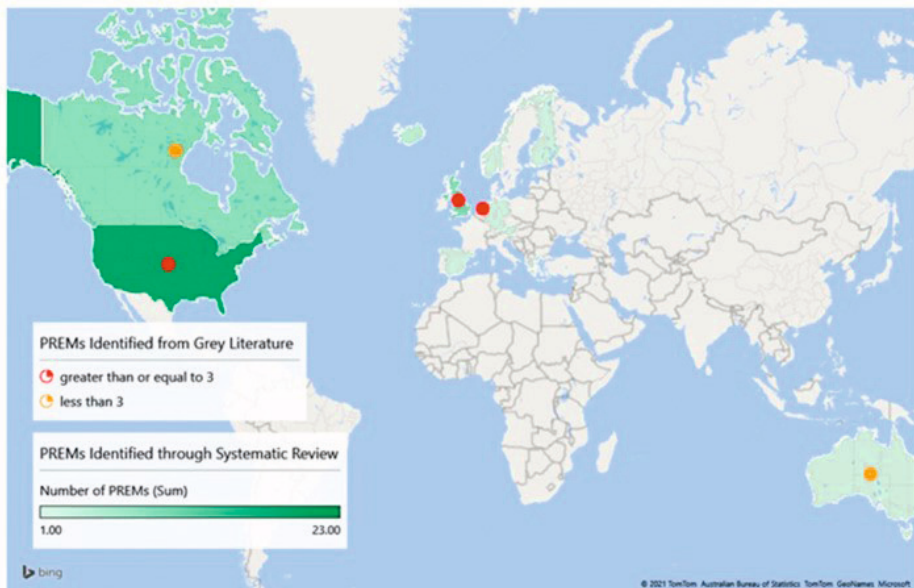 PREMs Identified from Grey Literature
greater than or equal to 3
less than 3
PREMs Identified through Systematic Review
Number of PREMs (Sum)
1.00 23.00
bing
© 2021 TomTom Australian Bureau of Statistics TomTom GeoNames Microsoft